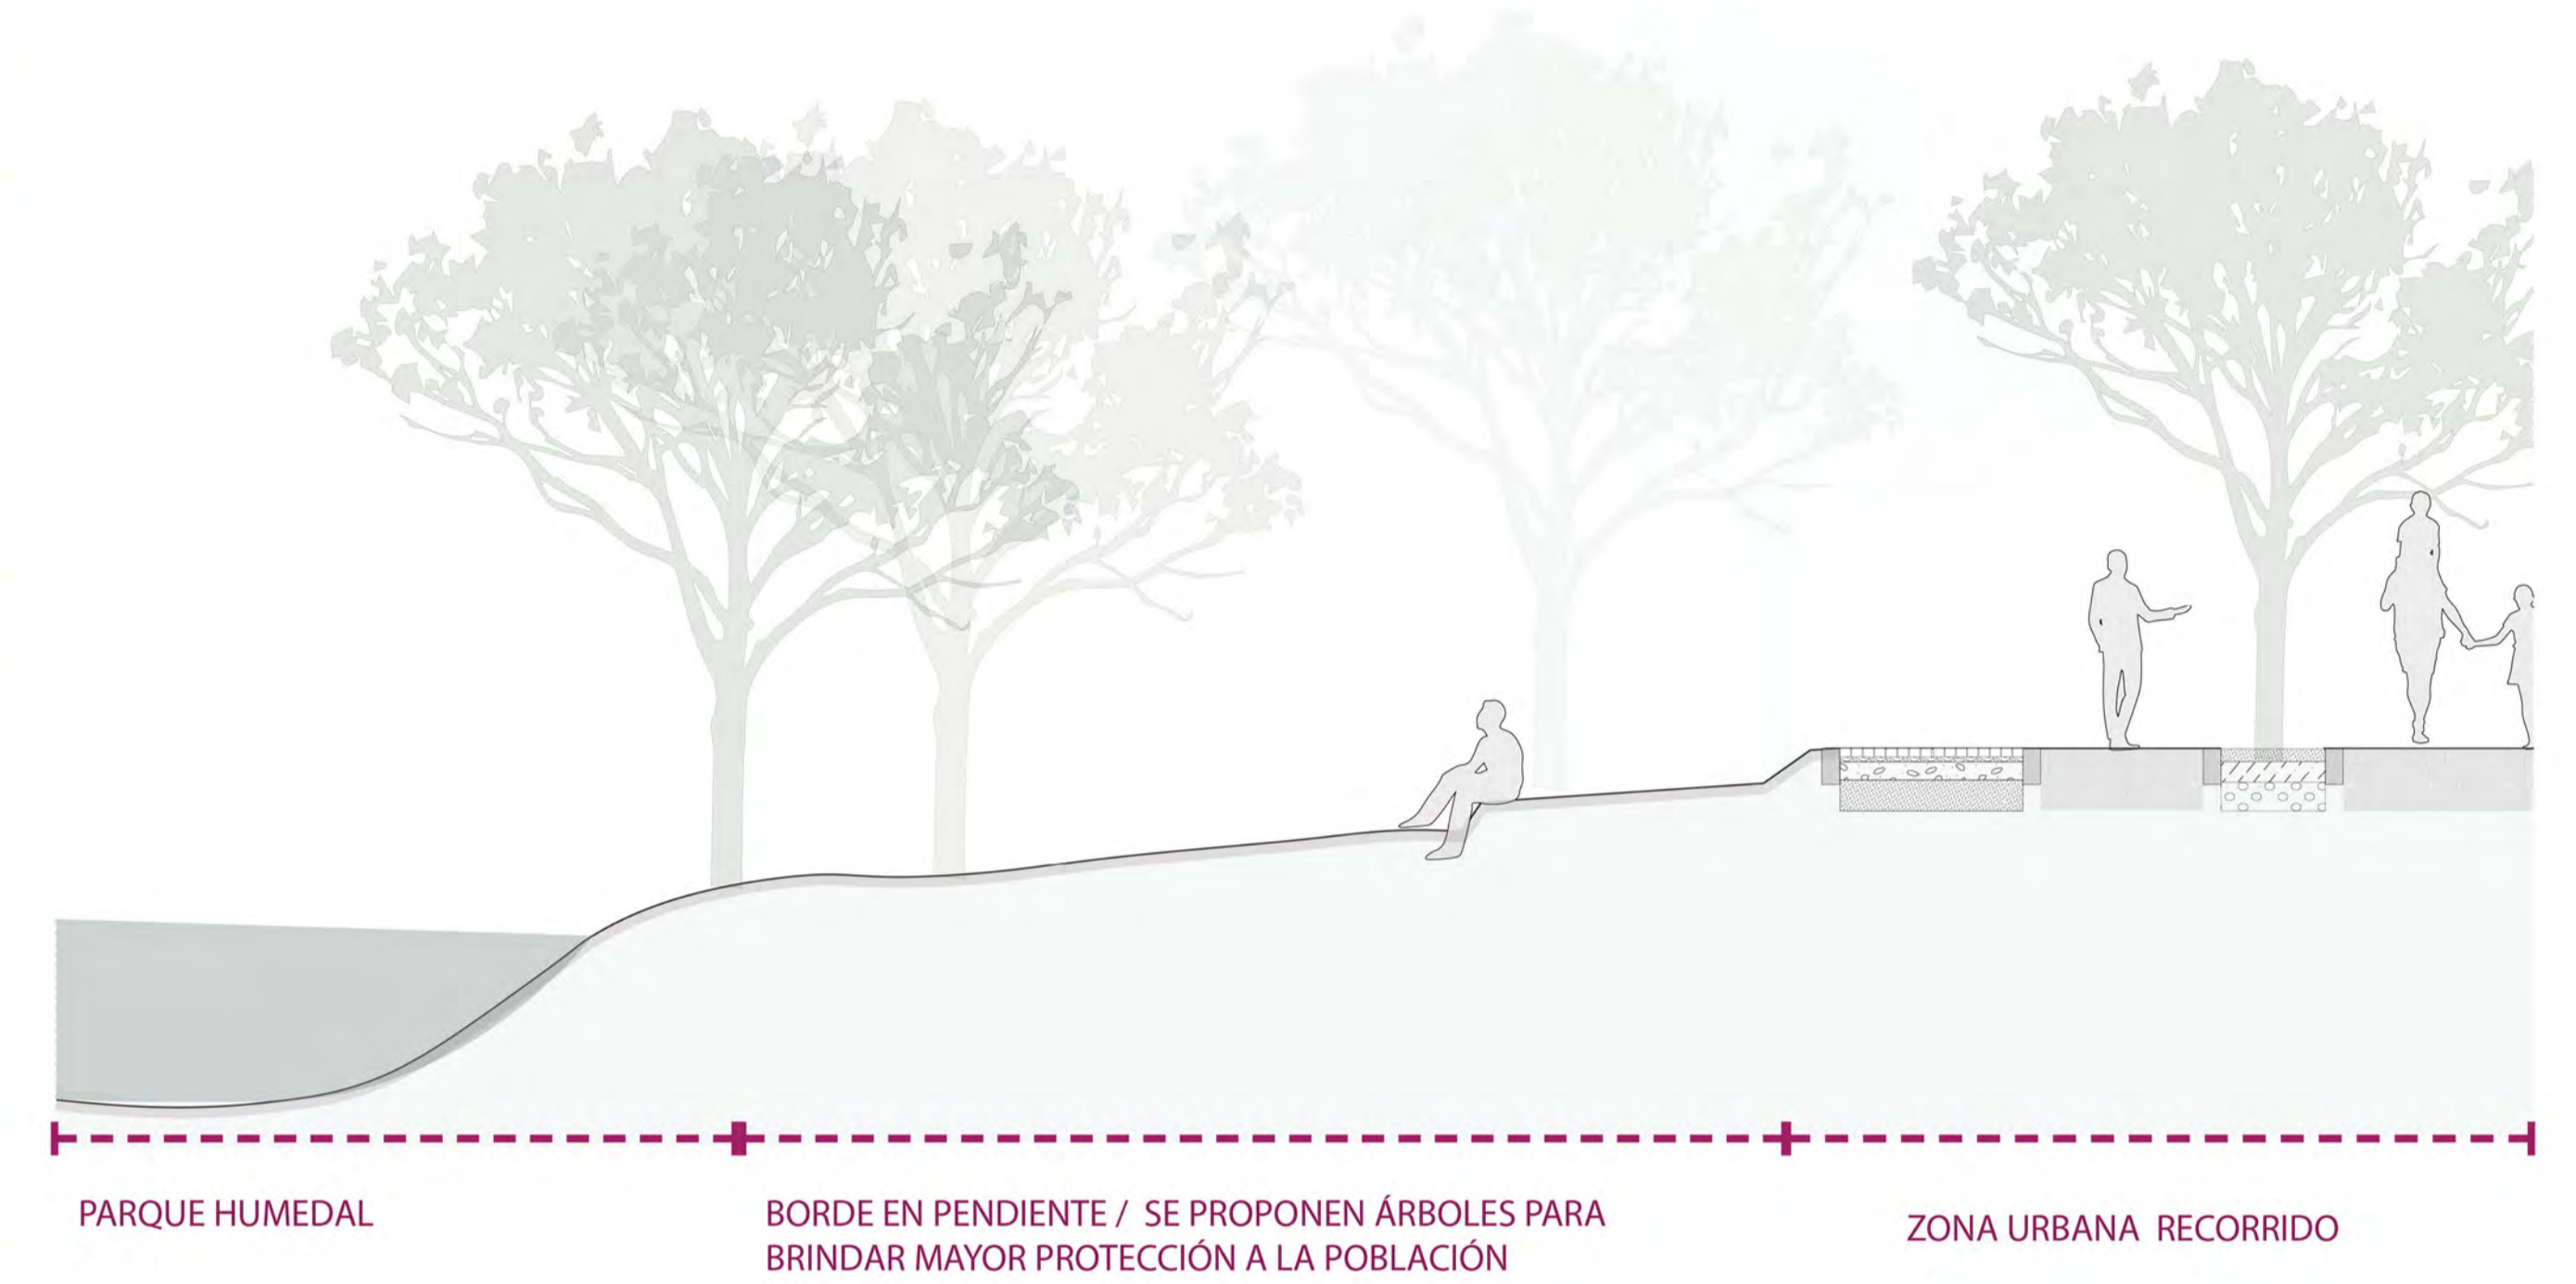 PARQUE HUMEDAL
BORDE EN PENDIENTE / SE PROPONEN ÁRBOLES PARA
BRINDAR MAYOR PROTECCIÓN A LA POBLACIÓN
ZONA URBANA RECORRIDO